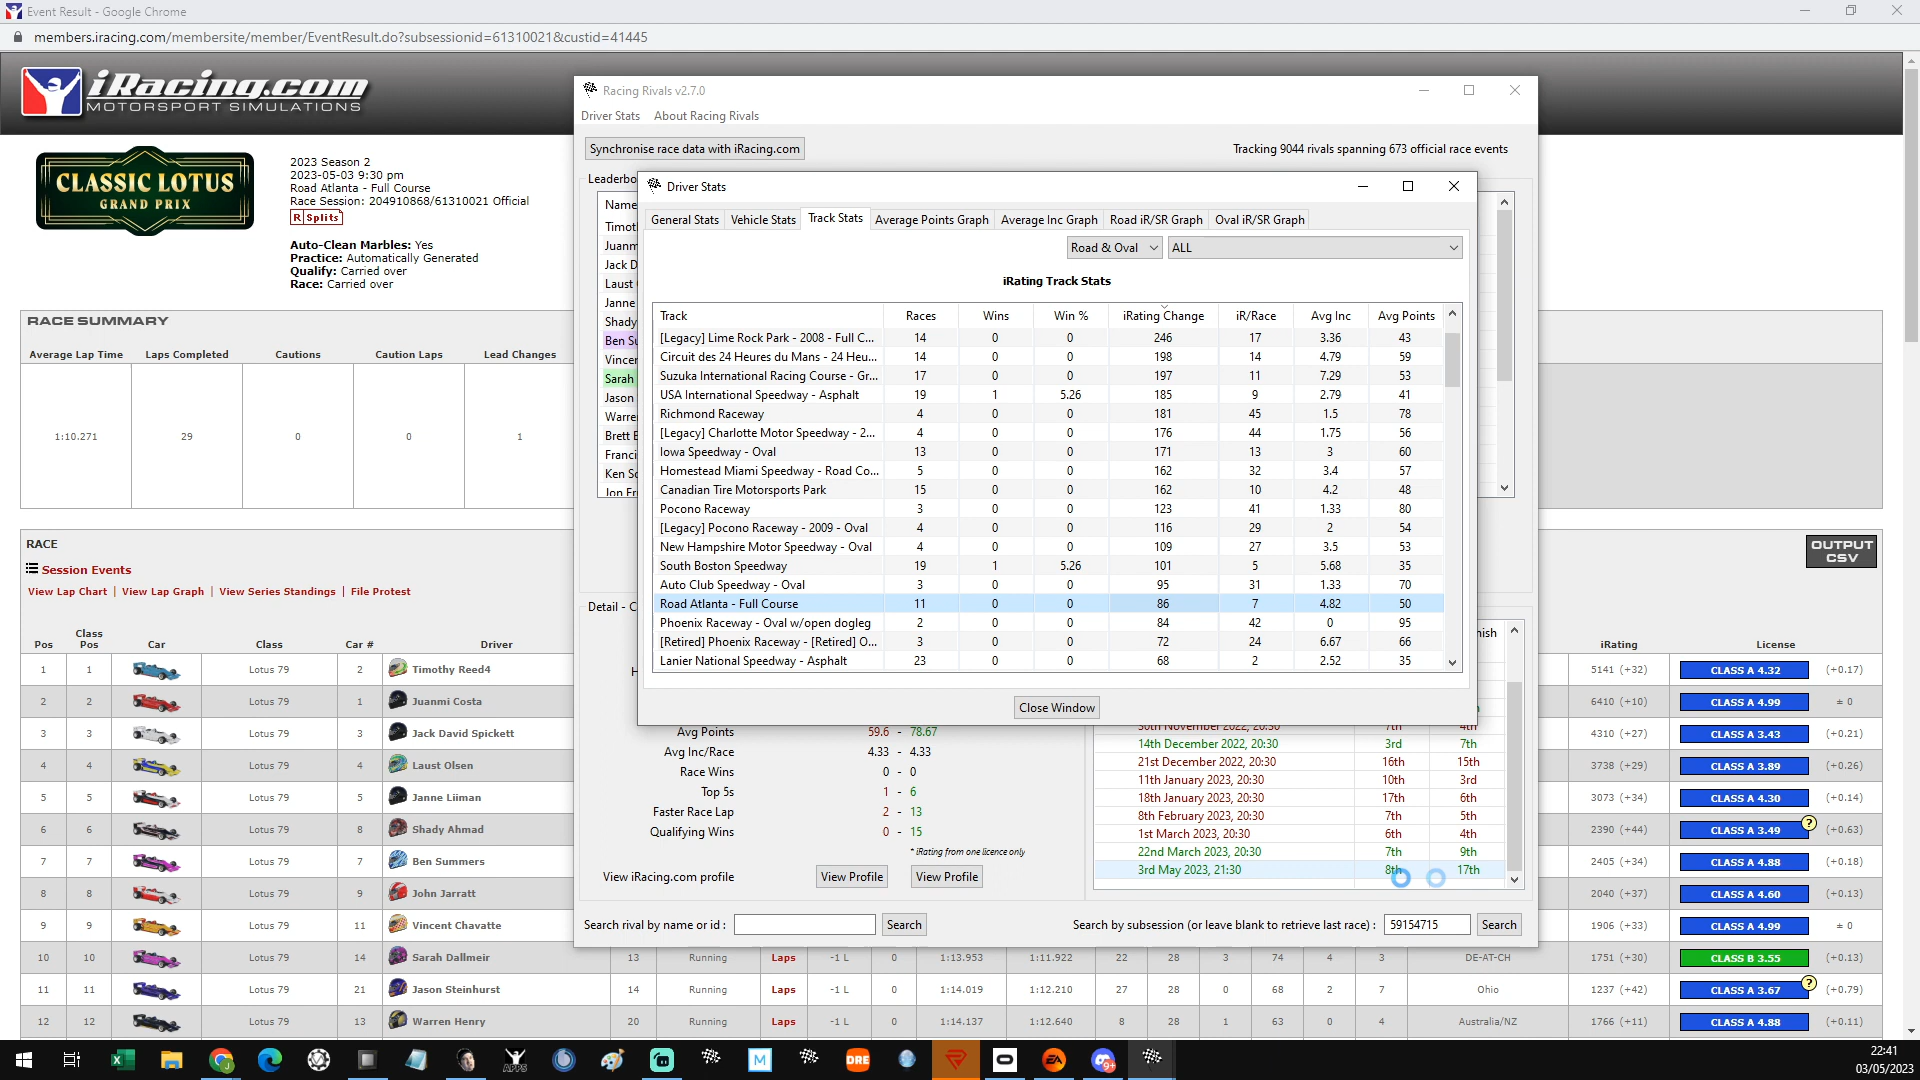 Event Result - Google Chrome
members.iracing.com/membersite/member/EventResult.do?subsessionid=61310021&custid=41445
iRacing.com
MOTORSPORT SIMULATIONS
CLASSIC LOTUS
GRAND PRIX
2023 Season 2
2023-05-03 9:30 pm
Road Atlanta - Full Course
Race Session: 204910868/61310021 Official
R Splits
Auto-Clean Marbles: Yes
Practice: Automatically Generated
Qualify: Carried over
Race: Carried over
RACE SUMMARY
Average Lap Time Laps Completed Cautions Caution Laps Lead Changes
1:10.271 29 0 0 1
RACE
Session Events
View Lap Chart | View Lap Graph | View Series Standings | File Protest
OUTPUT
CSV
Pos Class Pos Car Class Car # Driver iRating License
1 1 Lotus 79 2 Timothy Reed4 5141 (+32) CLASS A 4.32 (+0.17)
2 2 Lotus 79 1 Juanmi Costa 6410 (+10) CLASS A 4.99 ± 0
3 3 Lotus 79 3 Jack David Spickett 4310 (+27) CLASS A 3.43 (+0.21)
4 4 Lotus 79 4 Laust Olsen 3738 (+29) CLASS A 3.89 (+0.26)
5 5 Lotus 79 5 Janne Liiman 3073 (+34) CLASS A 4.30 (+0.14)
6 6 Lotus 79 8 Shady Ahmad 2390 (+44) CLASS A 3.49 ? (+0.63)
7 7 Lotus 79 7 Ben Summers 2405 (+34) CLASS A 4.88 (+0.18)
8 8 Lotus 79 9 John Jarratt 2040 (+37) CLASS A 4.60 (+0.13)
9 9 Lotus 79 11 Vincent Chavatte 1906 (+33) CLASS A 4.99 ± 0
10 10 Lotus 79 14 Sarah Dallmeir 13 Running Laps -1 L 0 1:13.953 1:11.922 22 28 3 74 4 3 DE-AT-CH 1751 (+30) CLASS B 3.55 (+0.13)
11 11 Lotus 79 21 Jason Steinhurst 14 Running Laps -1 L 0 1:14.019 1:12.210 27 28 0 68 2 7 Ohio 1237 (+42) CLASS A 3.67 ? (+0.79)
12 12 Lotus 79 13 Warren Henry 20 Running Laps -1 L 0 1:14.137 1:12.640 8 28 1 63 0 4 Australia/NZ 1766 (+11) CLASS A 4.88 (+0.11)
Racing Rivals v2.7.0
Driver Stats About Racing Rivals
Synchronise race data with iRacing.com
Tracking 9044 rivals spanning 673 official race events
Leaderbo
Name
Timot
Juanm
Jack D
Laust
Janne
Shady
Ben Su
Vincer
Sarah
Jason
Warre
Brett E
Franci
Ken Sc
Jon Fr
Driver Stats
General Stats Vehicle Stats Track Stats Average Points Graph Average Inc Graph Road iR/SR Graph Oval iR/SR Graph
Road & Oval ALL
iRating Track Stats
Track Races Wins Win % iRating Change iR/Race Avg Inc Avg Points
[Legacy] Lime Rock Park - 2008 - Full C... 14 0 0 246 17 3.36 43
Circuit des 24 Heures du Mans - 24 Heu... 14 0 0 198 14 4.79 59
Suzuka International Racing Course - Gr... 17 0 0 197 11 7.29 53
USA International Speedway - Asphalt 19 1 5.26 185 9 2.79 41
Richmond Raceway 4 0 0 181 45 1.5 78
[Legacy] Charlotte Motor Speedway - 2... 4 0 0 176 44 1.75 56
Iowa Speedway - Oval 13 0 0 171 13 3 60
Homestead Miami Speedway - Road Co... 5 0 0 162 32 3.4 57
Canadian Tire Motorsports Park 15 0 0 162 10 4.2 48
Pocono Raceway 3 0 0 123 41 1.33 80
[Legacy] Pocono Raceway - 2009 - Oval 4 0 0 116 29 2 54
New Hampshire Motor Speedway - Oval 4 0 0 109 27 3.5 53
South Boston Speedway 19 1 5.26 101 5 5.68 35
Auto Club Speedway - Oval 3 0 0 95 31 1.33 70
Road Atlanta - Full Course 11 0 0 86 7 4.82 50
Phoenix Raceway - Oval w/open dogleg 2 0 0 84 42 0 95
[Retired] Phoenix Raceway - [Retired] O... 3 0 0 72 24 6.67 66
Lanier National Speedway - Asphalt 23 0 0 68 2 2.52 35
Close Window
Detail - C
H
nish
Avg Points 59.6 - 78.67
Avg Inc/Race 4.33 - 4.33
Race Wins 0 - 0
Top 5s 1 - 6
Faster Race Lap 2 - 13
Qualifying Wins 0 - 15
* iRating from one licence only
View iRacing.com profile View Profile View Profile
30th November 2022, 20:30 7th 4th
14th December 2022, 20:30 3rd 7th
21st December 2022, 20:30 16th 15th
11th January 2023, 20:30 10th 3rd
18th January 2023, 20:30 17th 6th
8th February 2023, 20:30 7th 5th
1st March 2023, 20:30 6th 4th
22nd March 2023, 20:30 7th 9th
3rd May 2023, 21:30 8th 17th
Search rival by name or id : Search
Search by subsession (or leave blank to retrieve last race) : 59154715 Search
APPS
M
DRE
EA
9+
22:41
03/05/2023